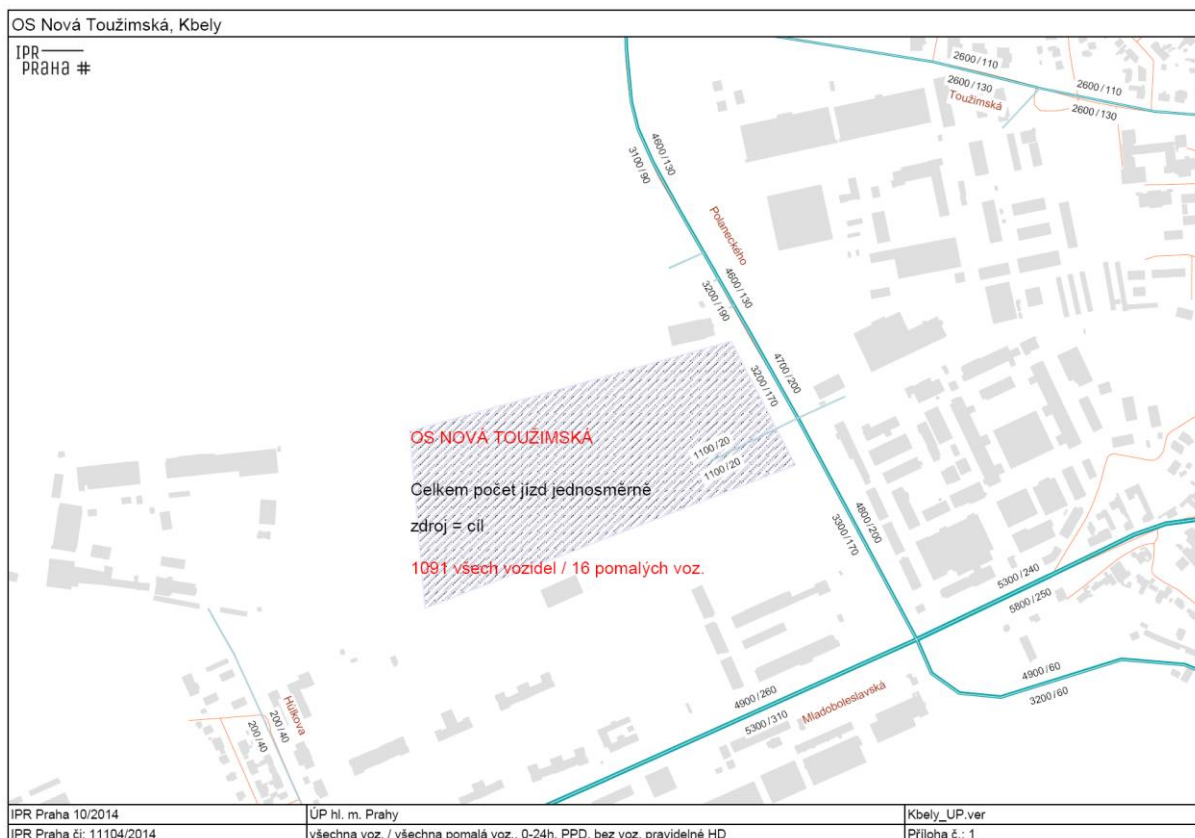 OS Nová Toužimská, Kbely
IPR
PRAHA #
2600/110
2600/130
Toužimská
2600/110
2600/130
4600/130
3100/90
Polaneckého
4600/130
3200/190
4700/200
3200/170
OS NOVÁ TOUŽIMSKÁ
1100/20
1100/20
Celkem počet jízd jednosměrně
zdroj = cíl
1091 všech vozidel / 16 pomalých voz.
4800/200
3300/170
5300/240
5800/250
4900/60
3200/60
4900/260
5300/310
Mladoboleslavská
Hůlkova
200/40
200/40
IPR Praha 10/2014
ÚP hl. m. Prahy
Kbely_UP.ver
IPR Praha čj: 11104/2014
všechna voz. / všechna pomalá voz., 0-24h, PPD, bez voz. pravidelné HD
Příloha č.: 1